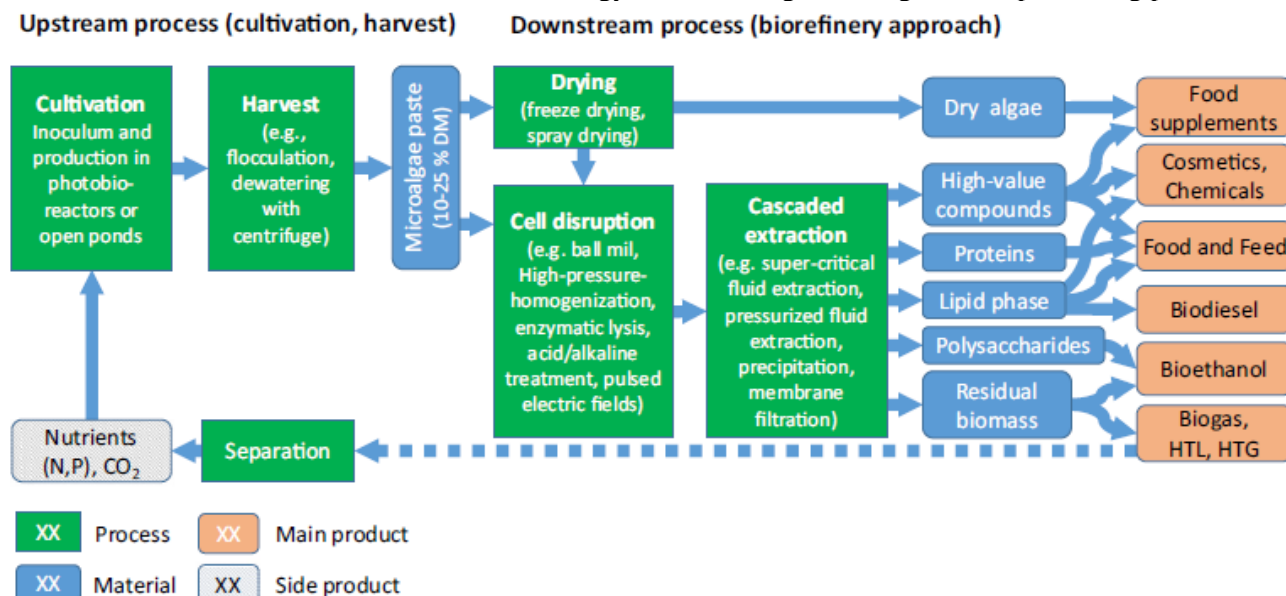 Upstream process (cultivation, harvest)
Downstream process (biorefinery approach)
Cultivation
Inoculum and
production in
photobio-
reactors or
open ponds
Harvest
(e.g.,
flocculation,
dewatering
with
centrifuge)
Microalgae paste
(10-25 % DM)
Drying
(freeze drying,
spray drying)
Cell disruption
(e.g. ball mil,
High-pressure-
homogenization,
enzymatic lysis,
acid/alkaline
treatment, pulsed
electric fields)
Cascaded
extraction
(e.g. super-critical
fluid extraction,
pressurized fluid
extraction,
precipitation,
membrane
filtration)
Dry algae
High-value
compounds
Proteins
Lipid phase
Polysaccharides
Residual
biomass
Food
supplements
Cosmetics,
Chemicals
Food and Feed
Biodiesel
Bioethanol
Biogas,
HTL, HTG
Nutrients
(N,P), CO₂
Separation
XX Process
XX Main product
XX Material
XX Side product